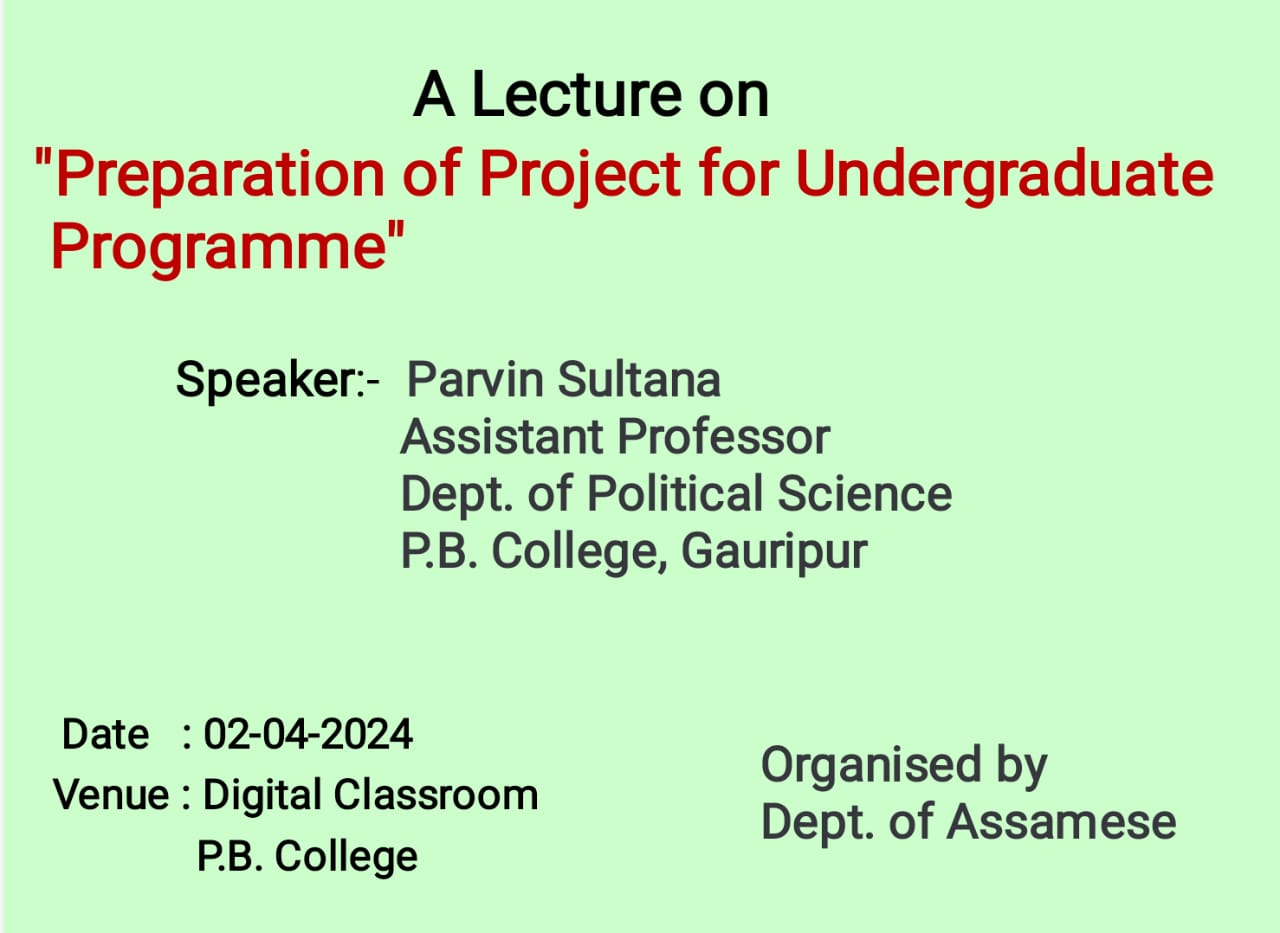 A Lecture on
"Preparation of Project for Undergraduate
Programme"
Speaker:- Parvin Sultana
Assistant Professor
Dept. of Political Science
P.B. College, Gauripur
Date : 02-04-2024
Venue : Digital Classroom
P.B. College
Organised by
Dept. of Assamese